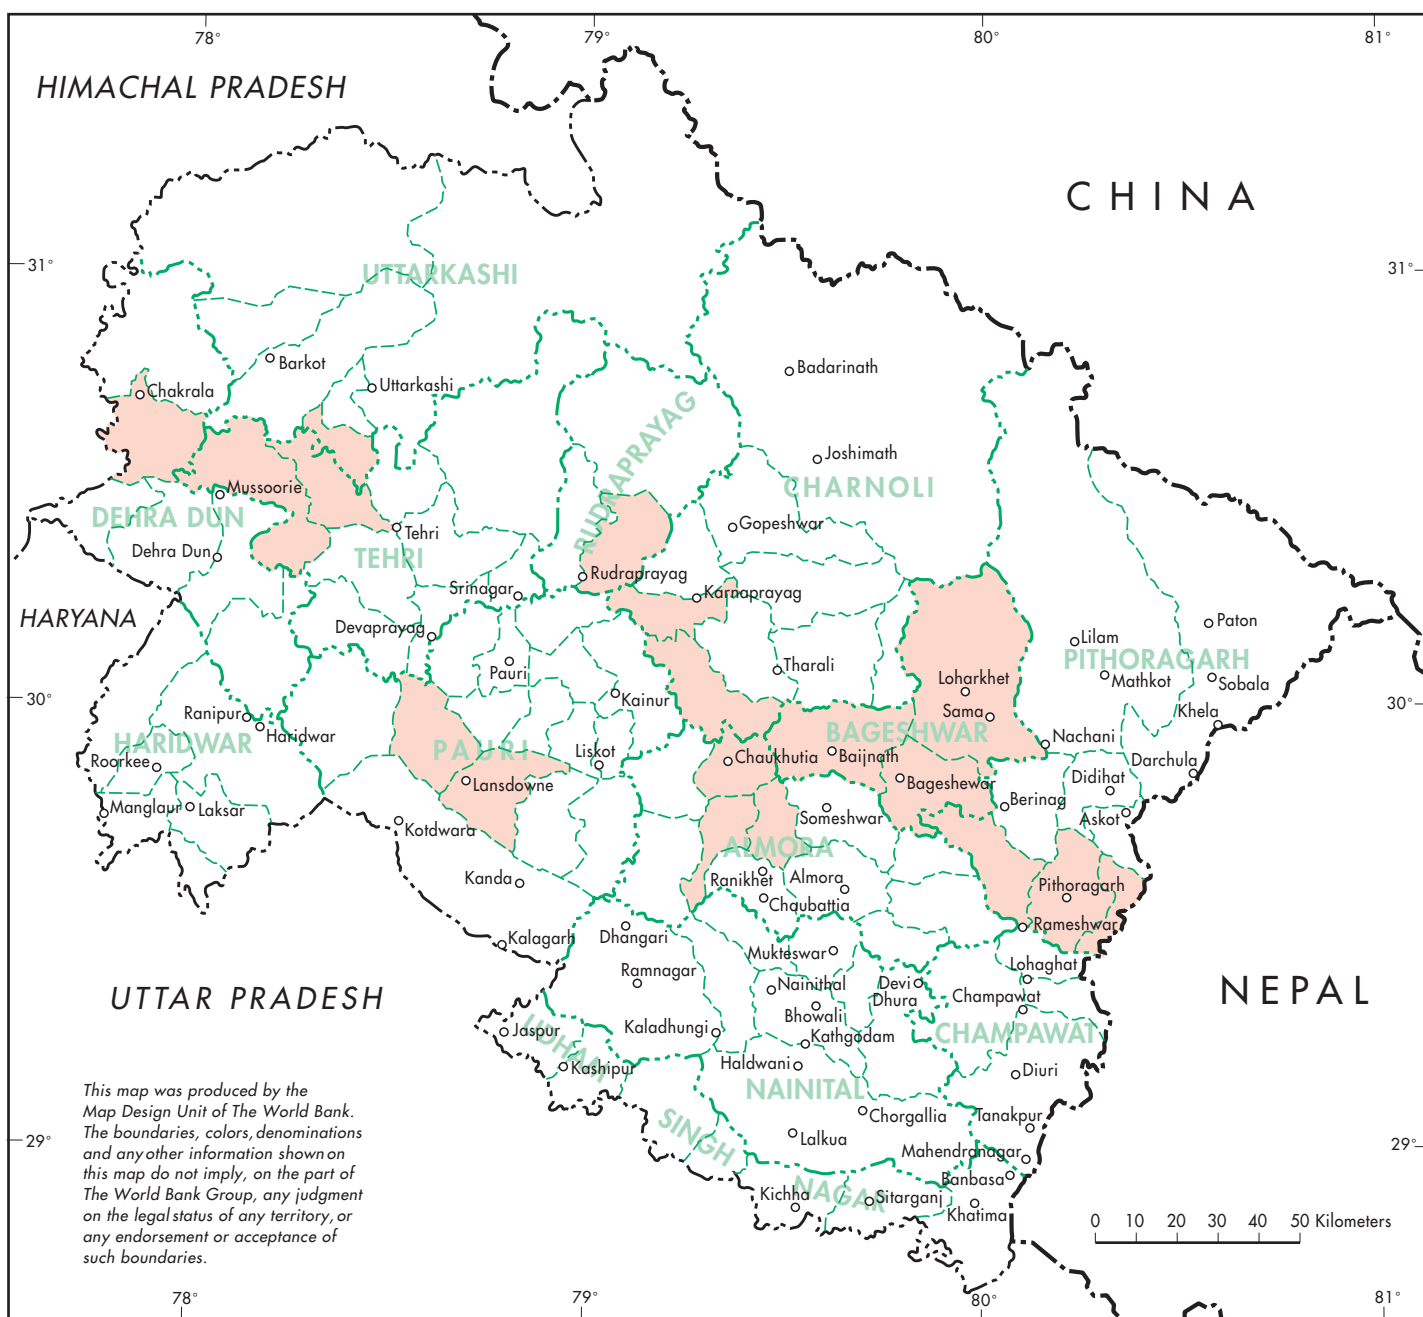 78°
79°
80°
81°
HIMACHAL PRADESH
CHINA
31°
31°
UTTARKASHI
Barkot
Uttarkashi
Badarinath
Chakrala
RUDRAPRAYAG
Joshimath
CHARNOLI
Mussoorie
DEHRA DUN
Gopeshwar
Tehri
TEHRI
Dehra Dun
Rudraprayag
Srinagar
Karnaprayag
HARYANA
Devaprayag
Paton
Lilam
PITHORAGARH
Pauri
Tharali
Mathkot
Sobala
Loharkhet
Kainur
30°
30°
Sama
Khela
Ranipur
Haridwar
HARIDWAR
PAURI
BAGESHWAR
Nachani
Liskot
Chaukhutia
Baijnath
Darchula
Roorkee
Lansdowne
Bageshewar
Didihat
Berinag
Manglaur
Laksar
Someshwar
Askot
Kotdwara
ALMORA
Kanda
Ranikhet
Almora
Pithoragarh
Chaubattia
Rameshwar
Kalagarh
Dhangari
Mukteswar
Lohaghat
Ramnagar
Nainithal
Devi
Dhura
Champawat
UTTAR PRADESH
NEPAL
Bhowali
Jaspur
Kaladhungi
Kathgodam
CHAMPAWAT
UDHAM
Kashipur
Haldwani
Diuri
NAINITAL
Chorgallia
Tanakpur
SINGH
Lalkua
29°
29°
Mahendranagar
Banbasa
Kichha
NAGAR
Sitarganj
Khatima
This map was produced by the
Map Design Unit of The World Bank.
The boundaries, colors, denominations
and any other information shown on
this map do not imply, on the part of
The World Bank Group, any judgment
on the legal status of any territory, or
any endorsement or acceptance of
such boundaries.
0 10 20 30 40 50 Kilometers
78°
79°
80°
81°